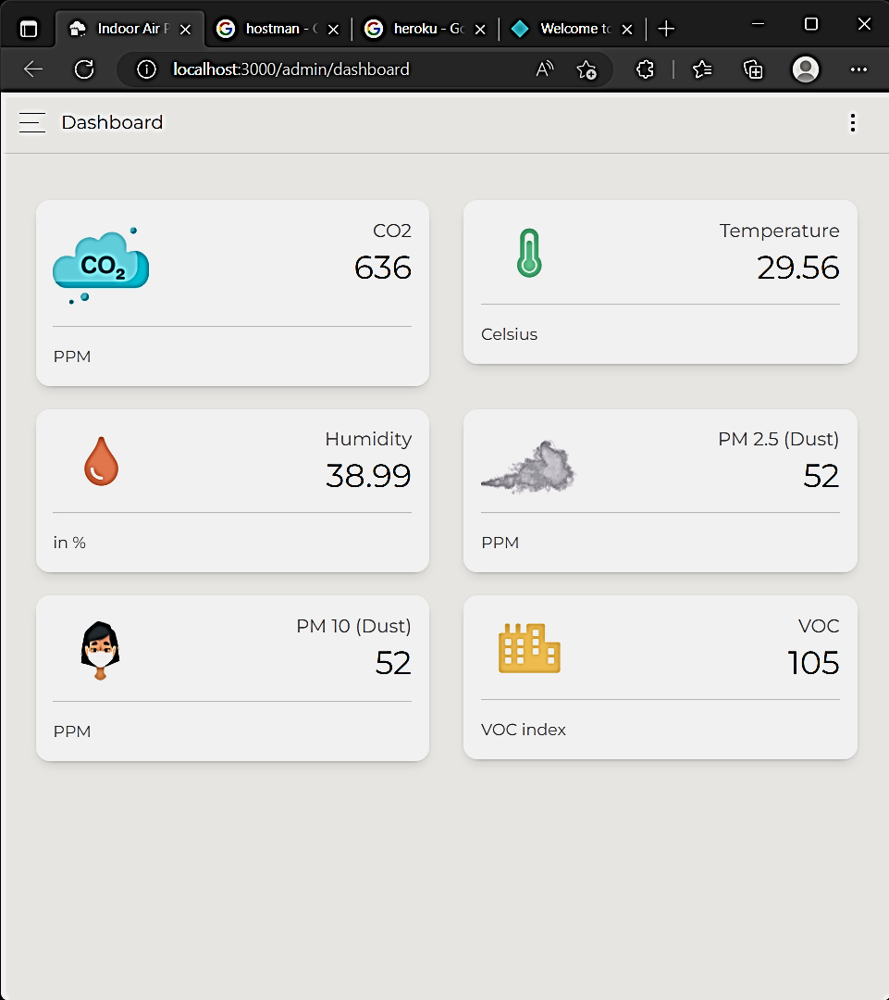 Indoor Air P
hostman - G
heroku - Go
Welcome to
localhost:3000/admin/dashboard
Dashboard
CO2
CO₂
636
PPM
Temperature
29.56
Celsius
Humidity
38.99
in %
PM 2.5 (Dust)
52
PPM
PM 10 (Dust)
52
PPM
VOC
105
VOC index